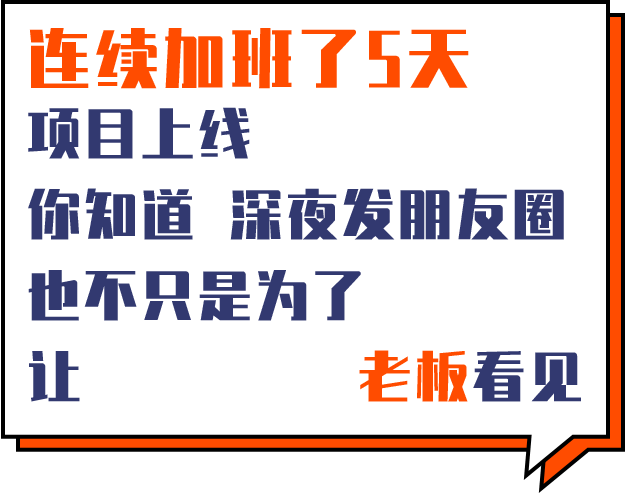 连续加班了5天
项目上线
你知道 深夜发朋友圈
也不只是为了
让 老板看见